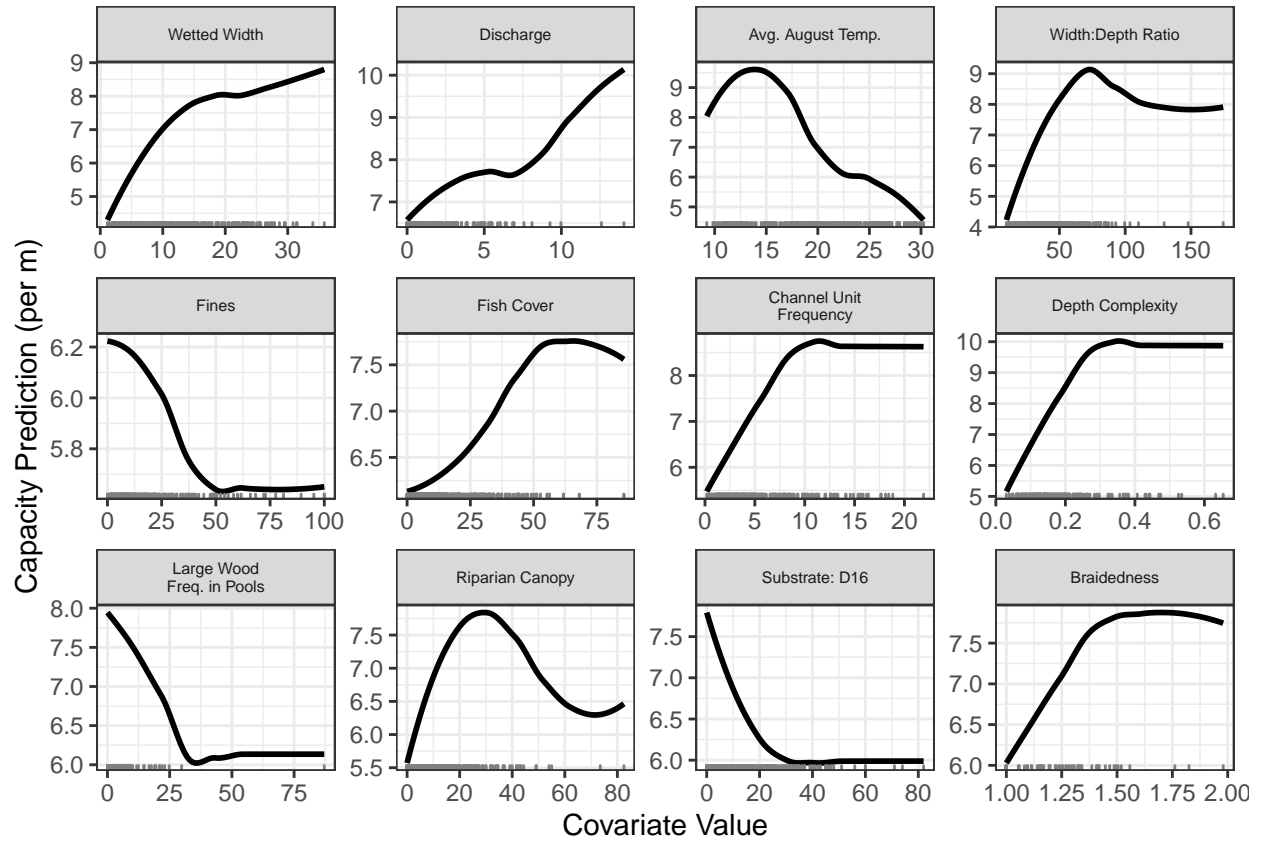 Wetted Width
Discharge
Avg. August Temp.
Width:Depth Ratio
9
8
7
6
5
0 10 20 30
10
9
8
7
0 5 10
9
8
7
6
5
10 15 20 25 30
9
8
7
6
5
4
50 100 150
Capacity Prediction (per m)
Fines
Fish Cover
Channel Unit
Frequency
Depth Complexity
6.2
6.0
5.8
0 25 50 75 100
7.5
7.0
6.5
0 25 50 75
8
7
6
0 5 10 15 20
10
9
8
7
6
5
0.0 0.2 0.4 0.6
Large Wood
Freq. in Pools
Riparian Canopy
Substrate: D16
Braidedness
8.0
7.5
7.0
6.5
6.0
0 25 50 75
7.5
7.0
6.5
6.0
5.5
0 20 40 60 80
7.5
7.0
6.5
6.0
0 20 40 60 80
7.5
7.0
6.5
6.0
1.00 1.25 1.50 1.75 2.00
Covariate Value